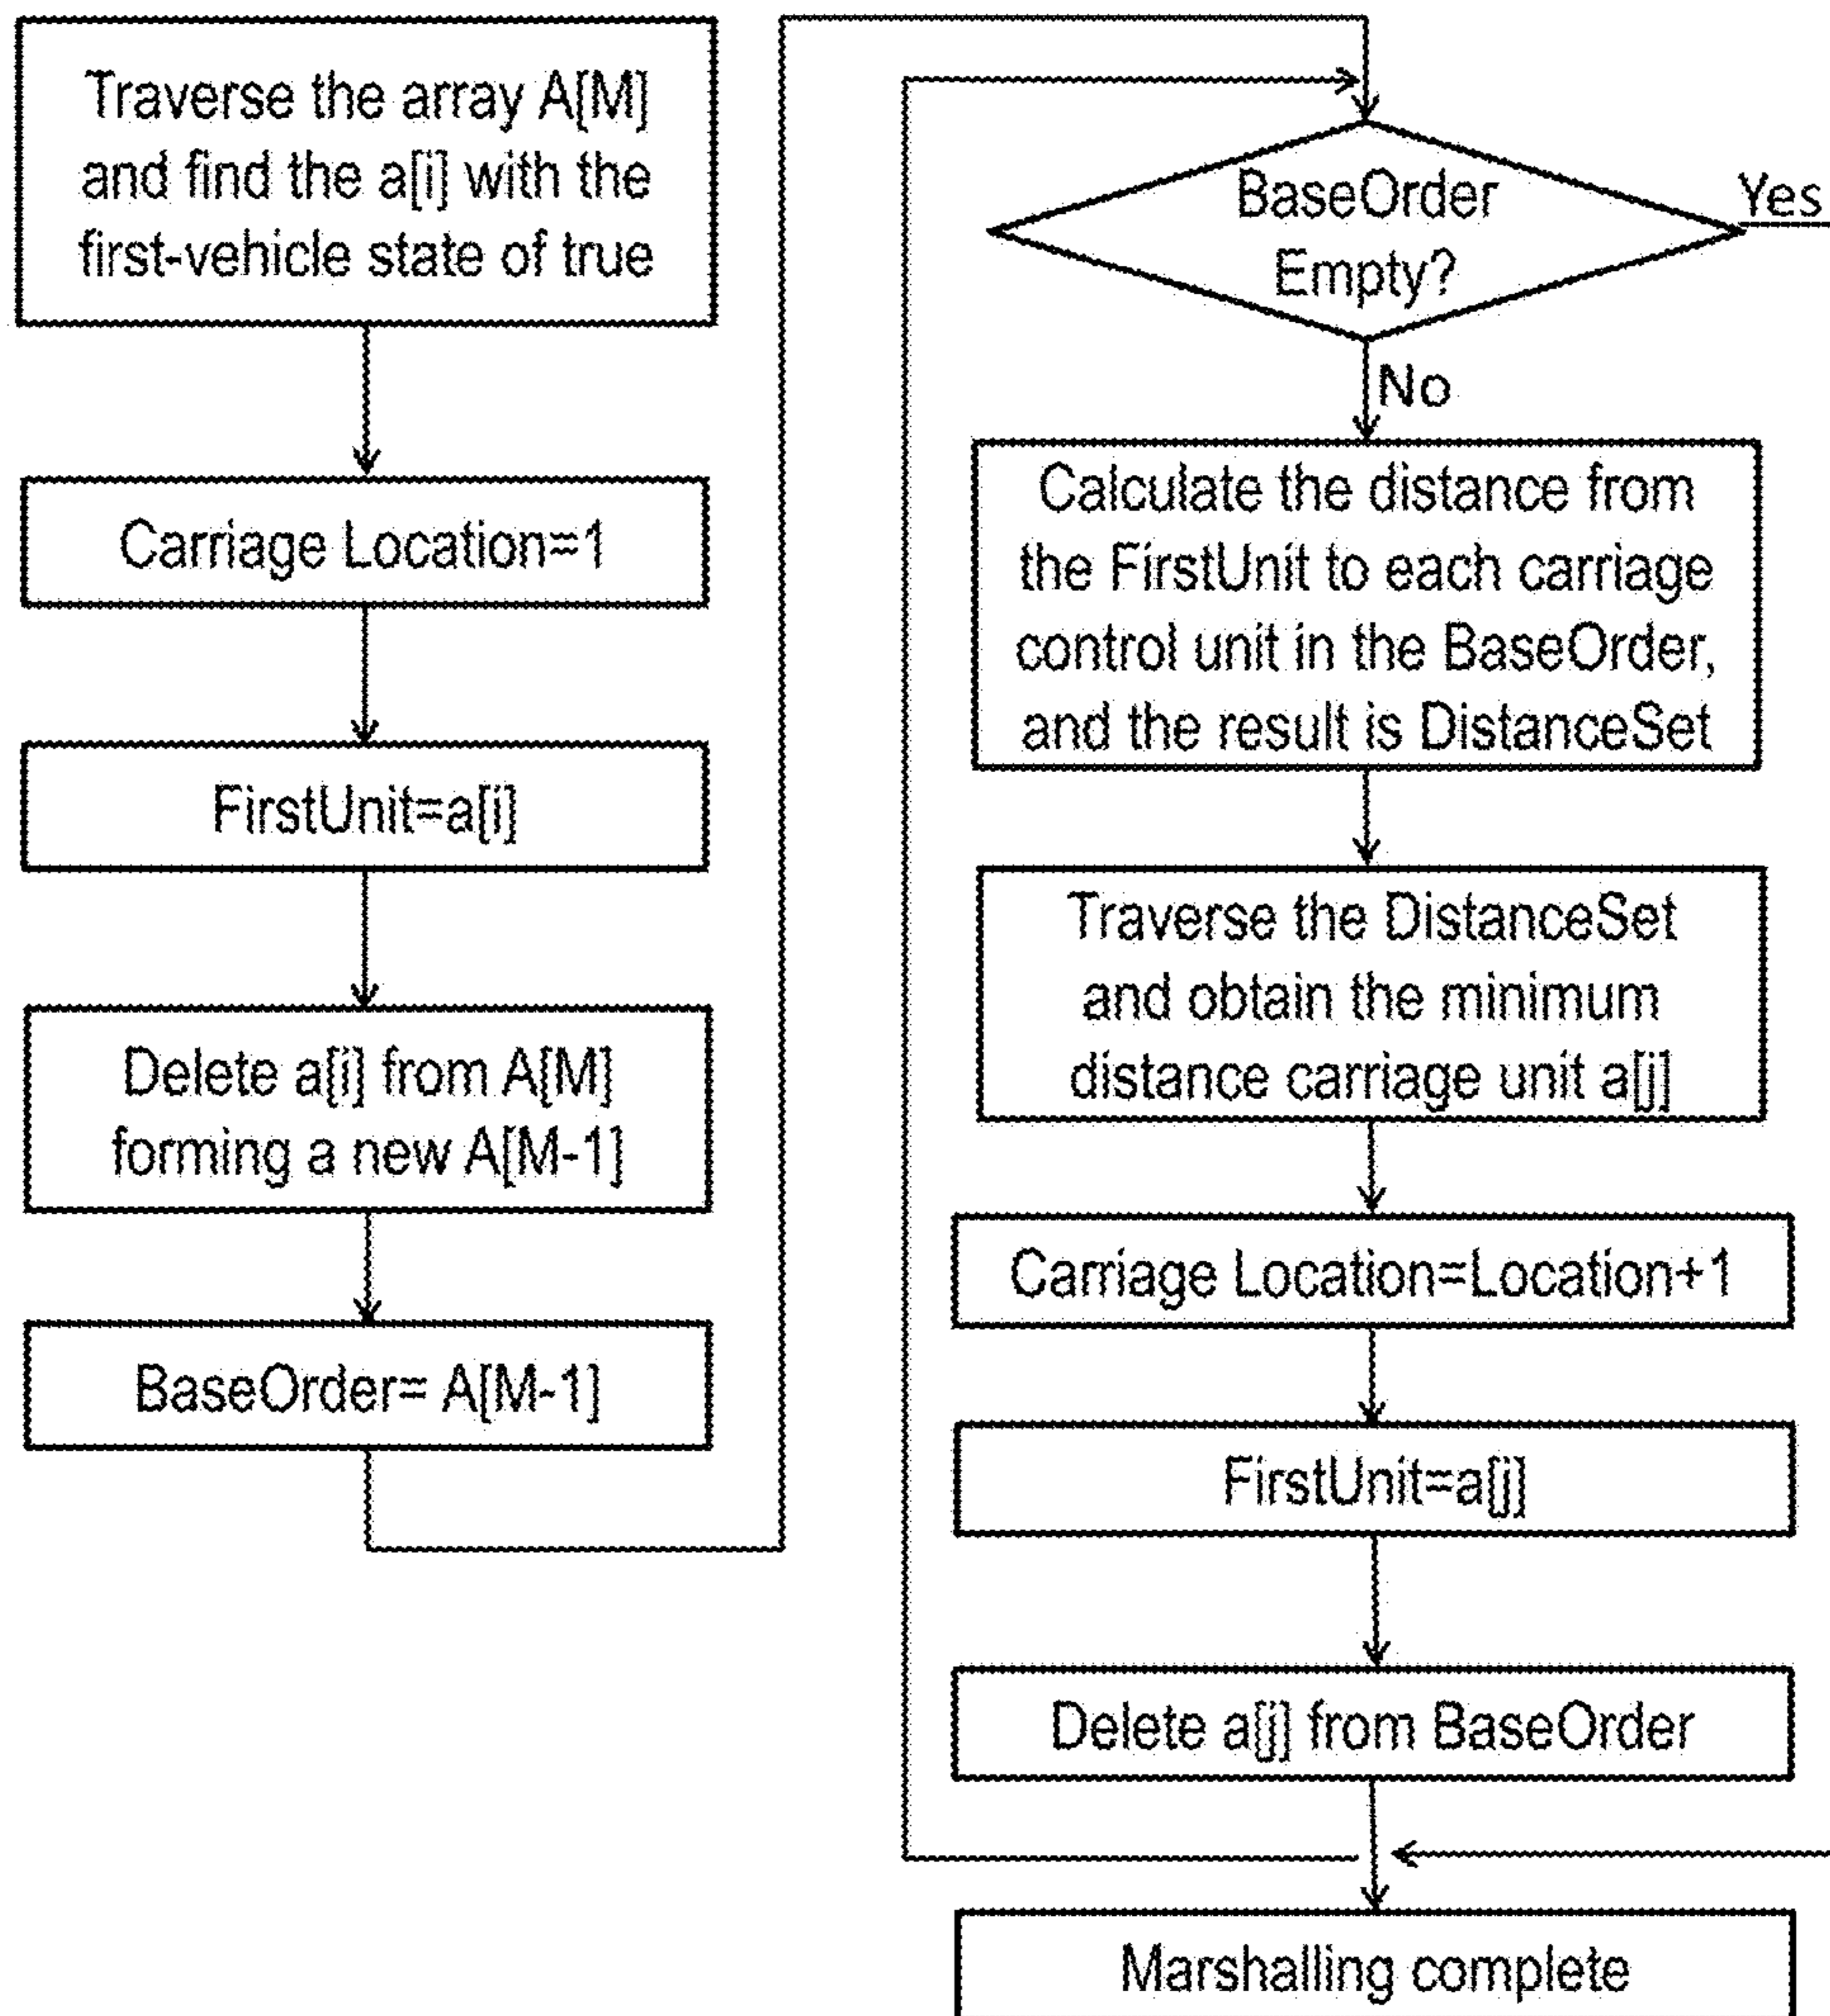 Traverse the array A[M]
and find the a[i] with the
first-vehicle state of true
Carriage Location=1
FirstUnit=a[i]
Delete a[i] from A[M]
forming a new A[M-1]
BaseOrder= A[M-1]
BaseOrder
Empty?
Yes
No
Calculate the distance from
the FirstUnit to each carriage
control unit in the BaseOrder,
and the result is DistanceSet
Traverse the DistanceSet
and obtain the minimum
distance carriage unit a[j]
Carriage Location=Location+1
FirstUnit=a[j]
Delete a[j] from BaseOrder
Marshalling complete